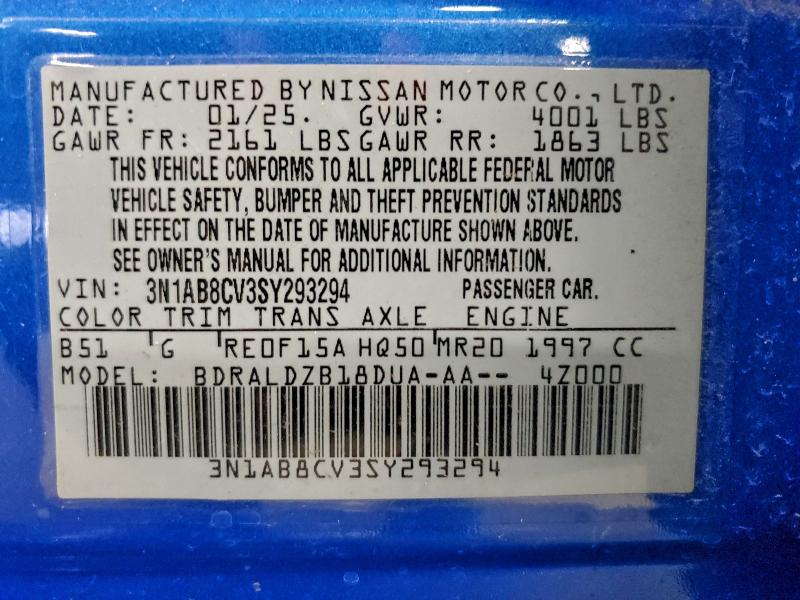 MANUFACTURED BY NISSAN MOTOR CO., LTD.
DATE: 01/25. GVWR: 4001 LBS
GAWR FR: 2161 LBS GAWR RR: 1863 LBS
THIS VEHICLE CONFORMS TO ALL APPLICABLE FEDERAL MOTOR
VEHICLE SAFETY, BUMPER AND THEFT PREVENTION STANDARDS
IN EFFECT ON THE DATE OF MANUFACTURE SHOWN ABOVE.
SEE OWNER'S MANUAL FOR ADDITIONAL INFORMATION.
VIN: 3N1AB8CV3SY293294 PASSENGER CAR.
COLOR TRIM TRANS AXLE ENGINE
B51 G RE0F15A HQ50 MR20 1997 CC
MODEL: BDRALDZB18DUA-AA-- 4Z000
3N1AB8CV3SY293294